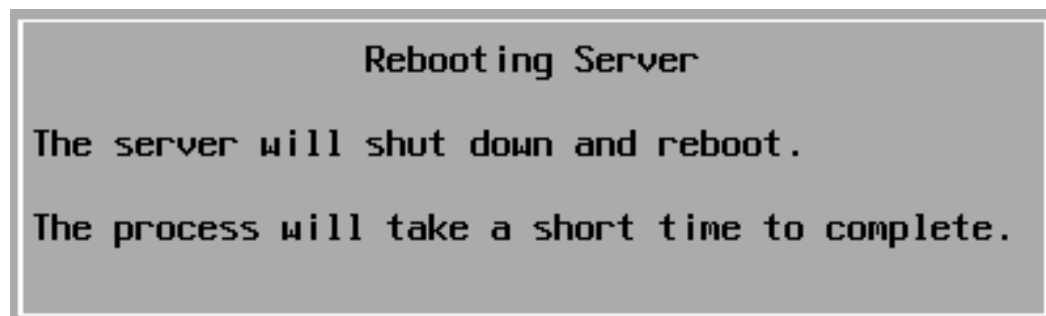 Rebooting Server
The server will shut down and reboot.
The process will take a short time to complete.